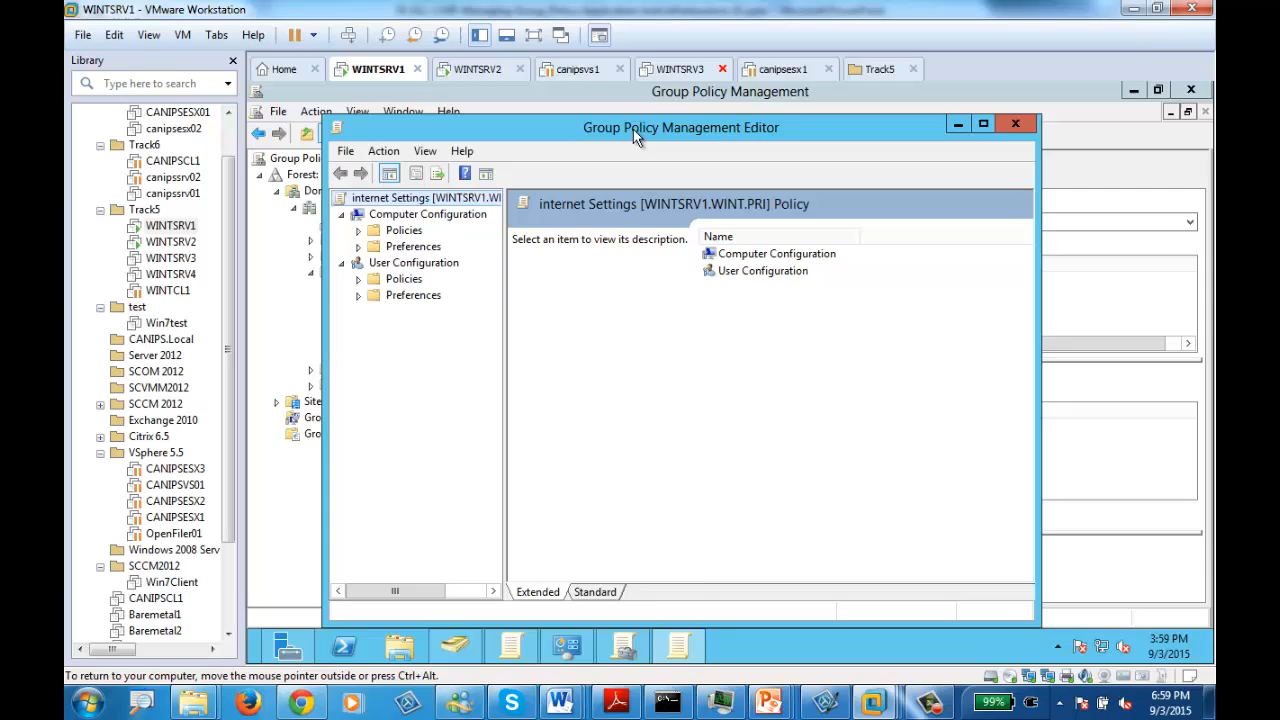 WINTSRV1 - VMware Workstation
File Edit View VM Tabs Help
Library
Type here to search
Home
WINTSRV1
WINTSRV2
canipsvs1
WINTSRV3
canipsesx1
Track5
CANIPSESX01
canipsesx02
Track6
CANIPSCL1
canipssrv02
canipssrv01
Track5
WINTSRV1
WINTSRV2
WINTSRV3
WINTSRV4
WINTCL1
test
Win7test
CANIPS.Local
Server 2012
SCOM 2012
SCVMM2012
SCCM 2012
Exchange 2010
Citrix 6.5
VSphere 5.5
CANIPSESX3
CANIPSVS01
CANIPSESX2
CANIPSESX1
OpenFiler01
Windows 2008 Serv
SCCM2012
Win7Client
CANIPSCL1
Baremetal1
Baremetal2
Group Policy Management
File Action View Window Help
Group Poli
Forest:
Don
Site
Gro
Gro
Group Policy Management Editor
File Action View Help
internet Settings [WINTSRV1.WI
Computer Configuration
Policies
Preferences
User Configuration
Policies
Preferences
internet Settings [WINTSRV1.WINT.PRI] Policy
Select an item to view its description.
Name
Computer Configuration
User Configuration
Extended Standard
3:59 PM
9/3/2015
To return to your computer, move the mouse pointer outside or press Ctrl+Alt.
99%
6:59 PM
9/3/2015